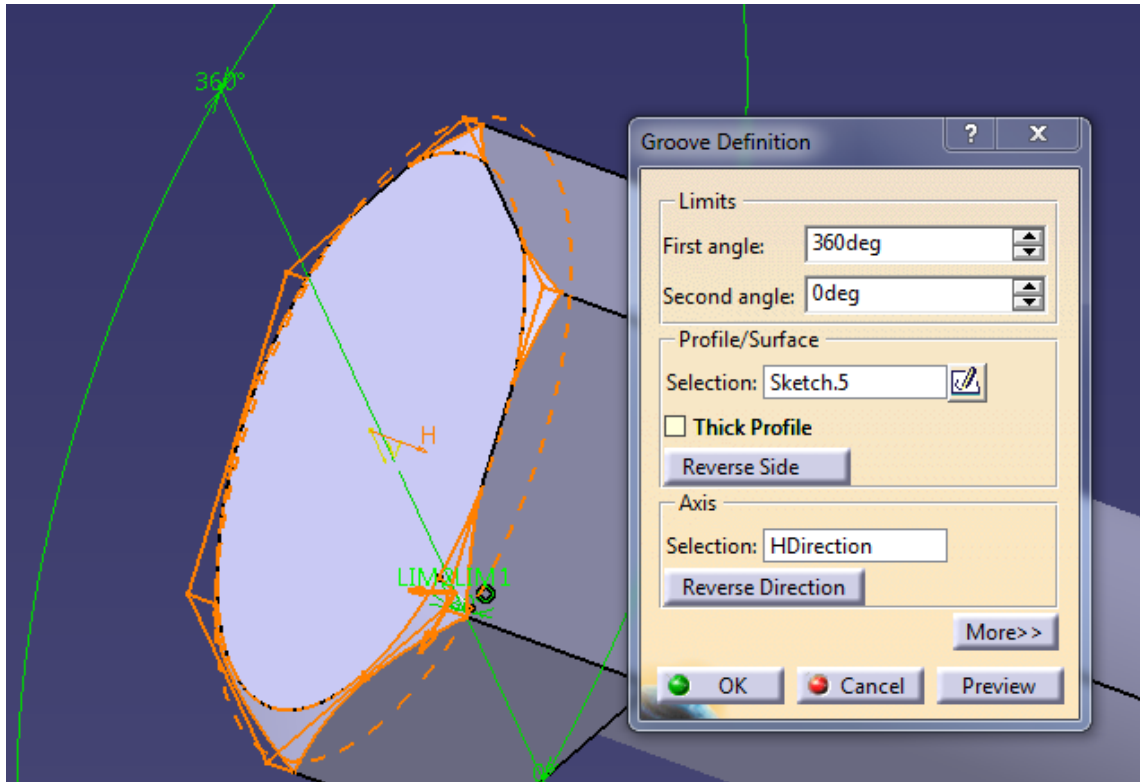 360°
H
V
LIM2LIM1
Groove Definition
? X
Limits
First angle: 360deg
Second angle: 0deg
Profile/Surface
Selection: Sketch.5
Thick Profile
Reverse Side
Axis
Selection: HDirection
Reverse Direction
More>>
OK Cancel Preview